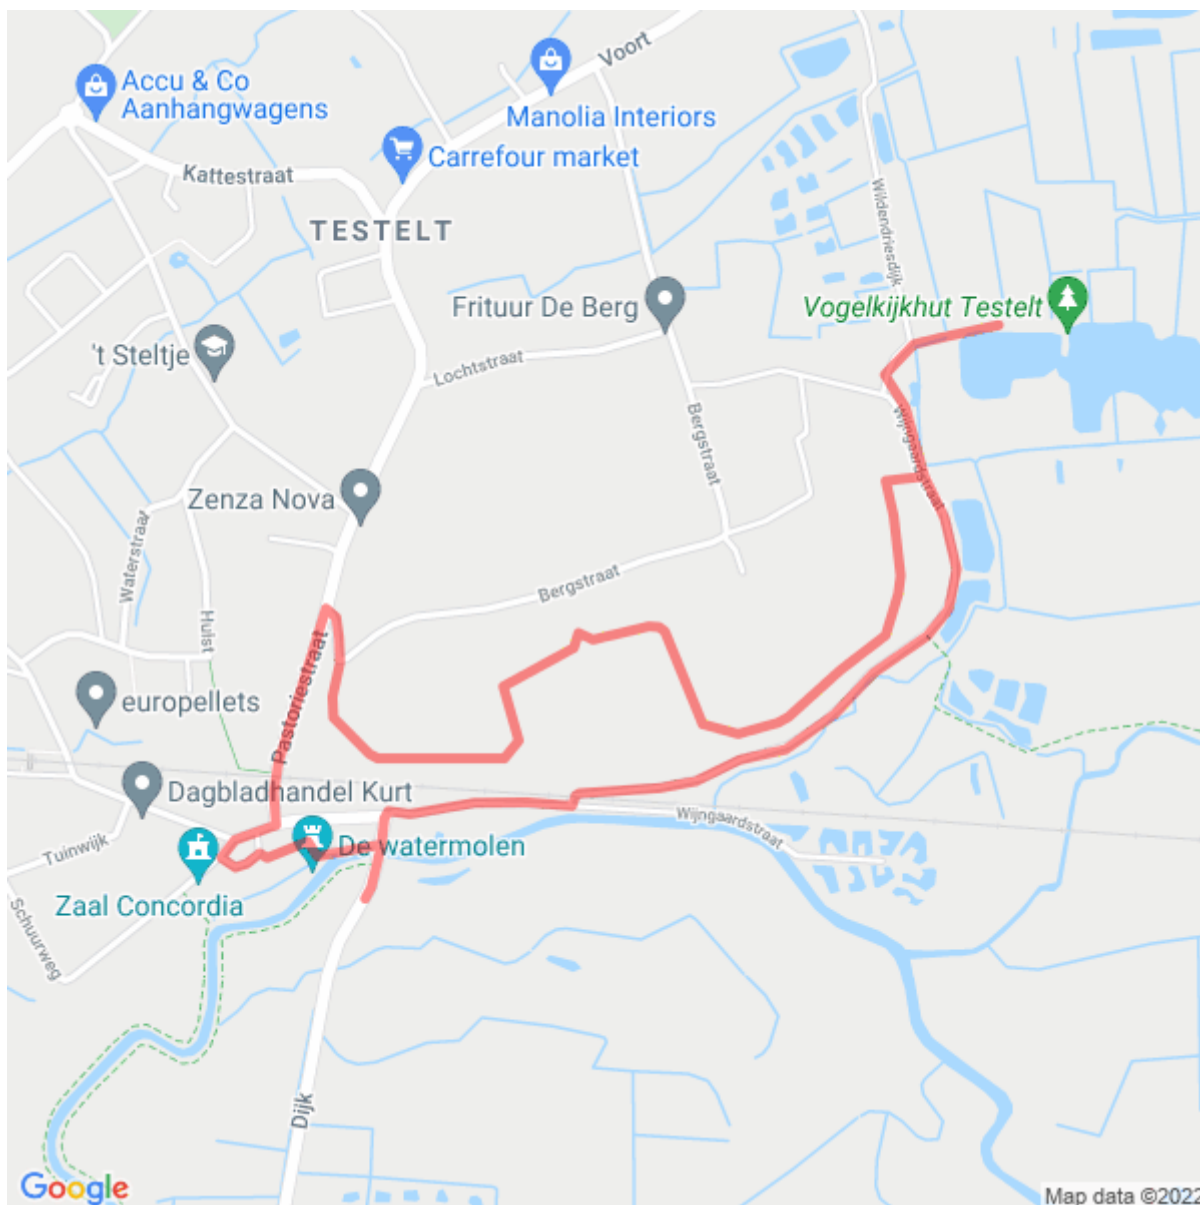 Voort
Accu & Co
Aanhangwagens
Manolia Interiors
Carrefour market
Kattestraat
TESTELT
Wildendriesdijk
Vogelkijkhut Testelt
Frituur De Berg
't Steltje
Lochtstraat
Wijngaardstraat
Bergstraat
Zenza Nova
Waterstraat
Bergstraat
Huist
Pastoriestraat
europellets
Dagbladhandel Kurt
Wijngaardstraat
De watermolen
Tuinwijk
Zaal Concordia
Schuurweg
Dijk
Google
Map data ©2022